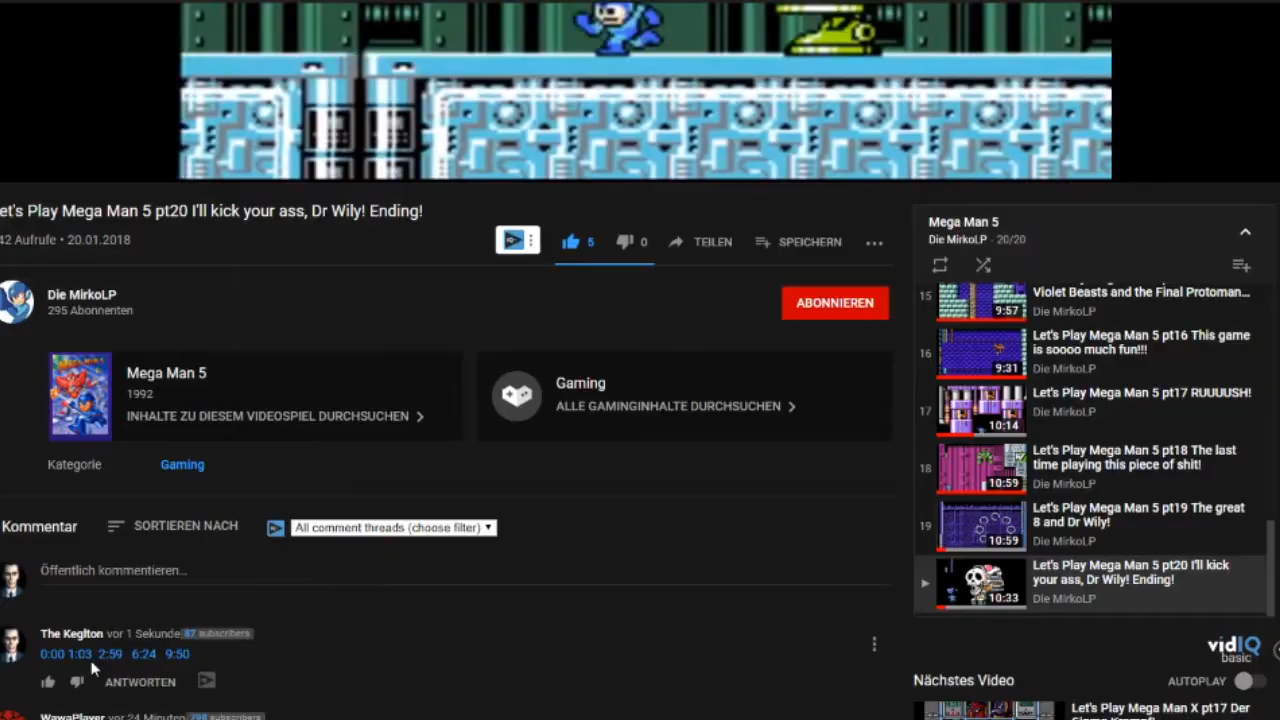 et's Play Mega Man 5 pt20 I'll kick your ass, Dr Wily! Ending!
42 Aufrufe • 20.01.2018
5
0
TEILEN
SPEICHERN
Die MirkoLP
295 Abonnenten
ABONNIEREN
Mega Man 5
1992
INHALTE ZU DIESEM VIDEOSPIEL DURCHSUCHEN
Gaming
ALLE GAMINGINHALTE DURCHSUCHEN
Kategorie
Gaming
Kommentar
SORTIEREN NACH
All comment threads (choose filter)
Öffentlich kommentieren...
The Keglton vor 1 Sekunde 87 subscribers
0:00 1:03 2:59 6:24 9:50
ANTWORTEN
WawaPlayer vor 24 Minuten 798 subscribers
Mega Man 5
Die MirkoLP - 20/20
15
9:57
Violet Beasts and the Final Protoman...
Die MirkoLP
16
9:31
Let's Play Mega Man 5 pt16 This game
is soooo much fun!!!
Die MirkoLP
17
10:14
Let's Play Mega Man 5 pt17 RUUUUSH!
Die MirkoLP
18
10:59
Let's Play Mega Man 5 pt18 The last
time playing this piece of shit!
Die MirkoLP
19
10:59
Let's Play Mega Man 5 pt19 The great
8 and Dr Wily!
Die MirkoLP
10:33
Let's Play Mega Man 5 pt20 I'll kick
your ass, Dr Wily! Ending!
Die MirkoLP
vidIQ
basic
Nächstes Video
AUTOPLAY
Let's Play Mega Man X pt17 Der